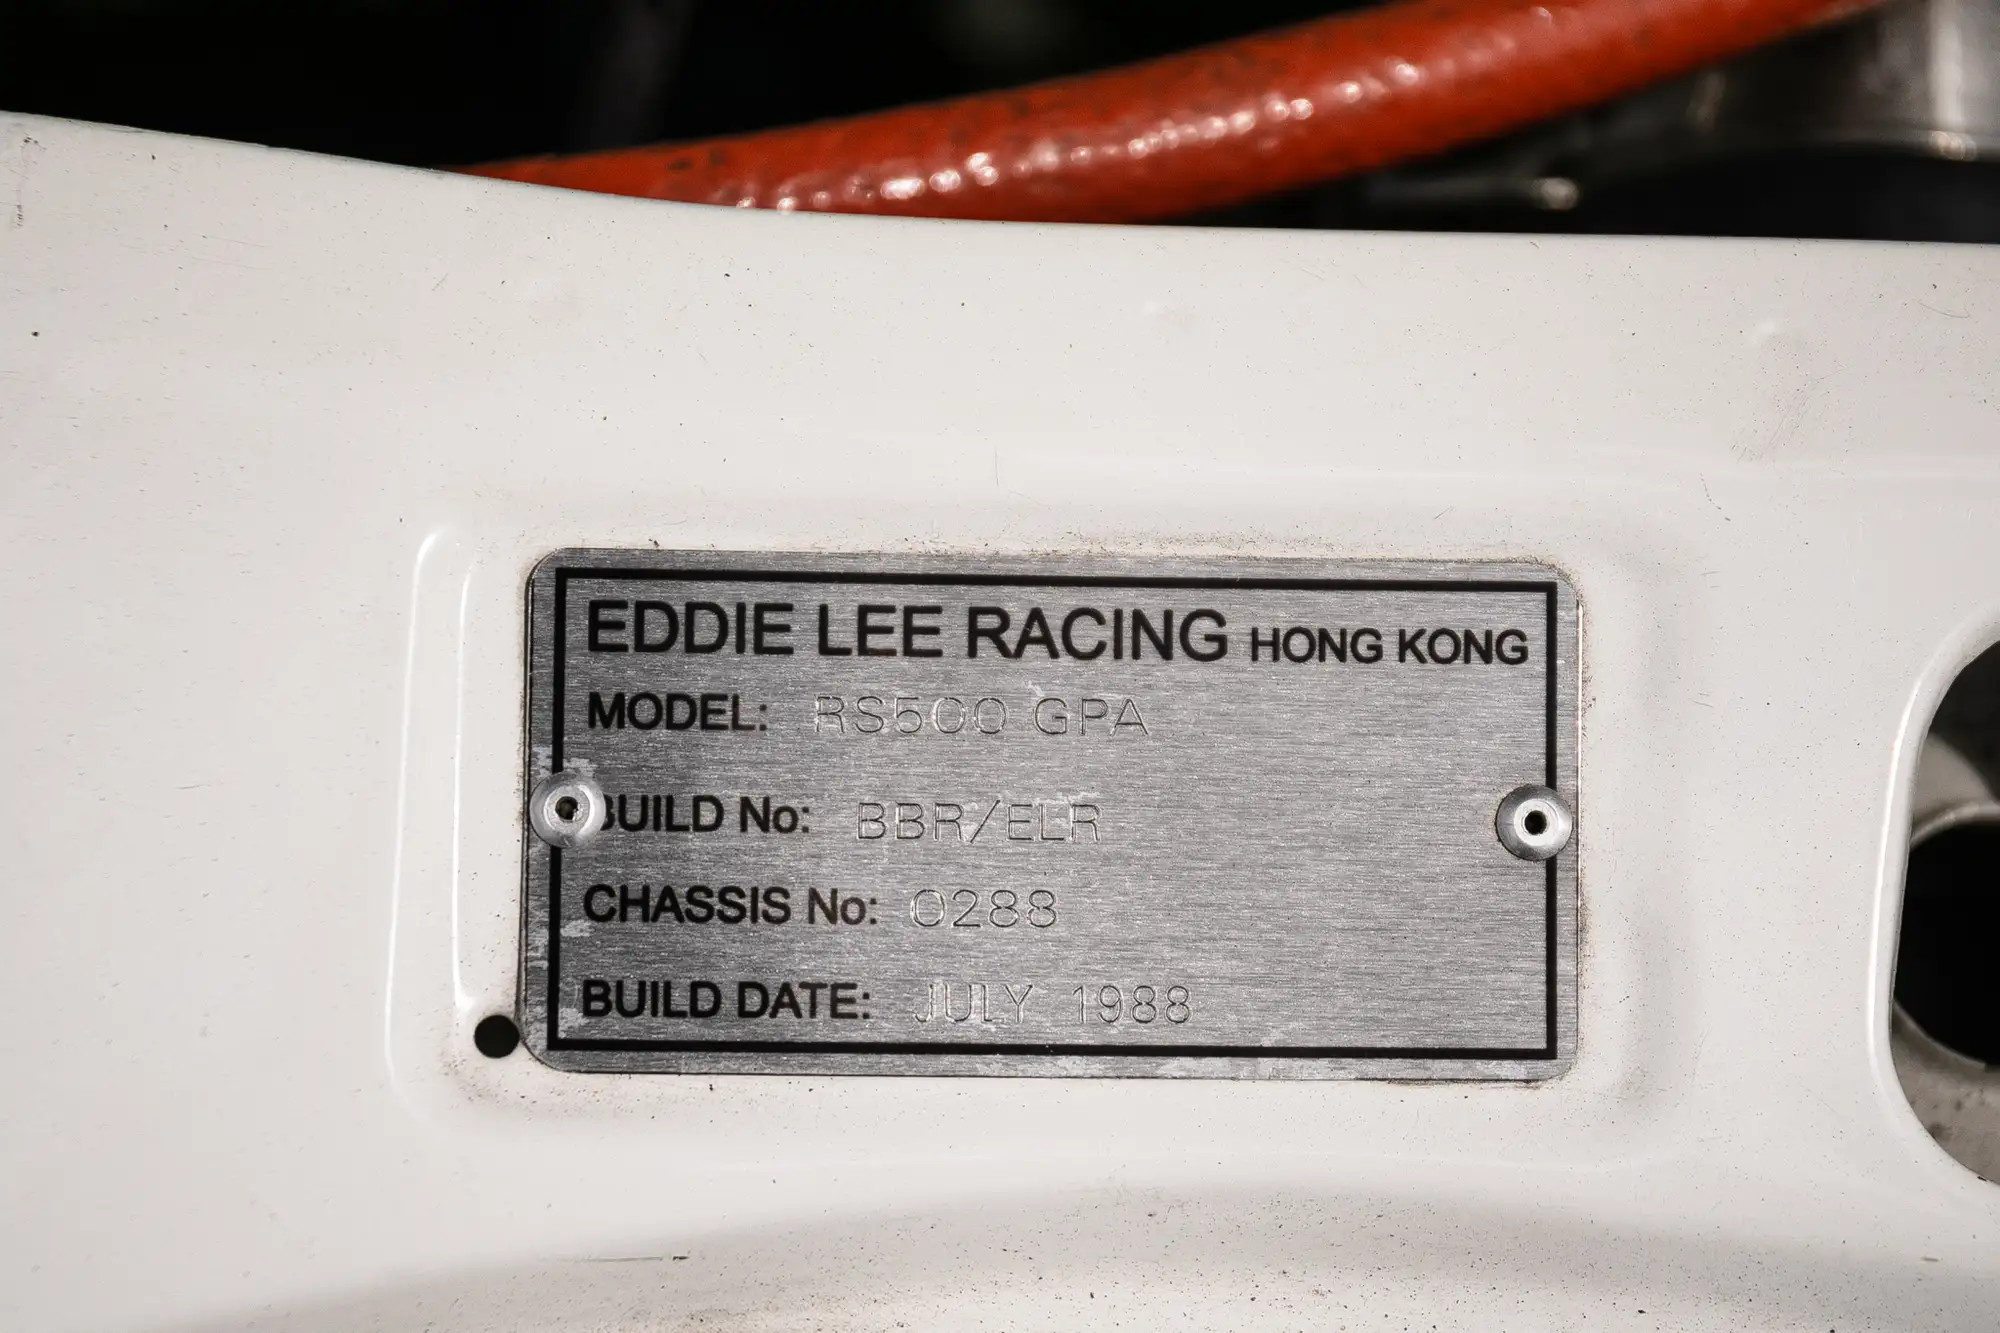 EDDIE LEE RACING HONG KONG
MODEL: RS500 GPA
BUILD No: BBR/ELR
CHASSIS No: 0288
BUILD DATE: JULY 1988